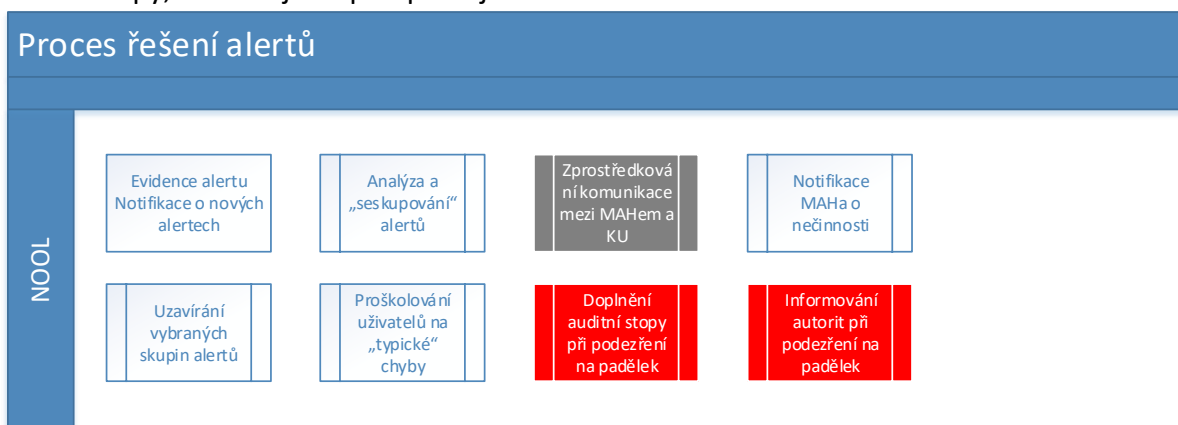 Proces řešení alertů
NOOL
Evidence alertu
Notifikace o nových
alertech
Analýza a
„seskupování“
alertů
Zprostředková
ní komunikace
mezi MAHem a
KU
Notifikace
MAHa o
nečinnosti
Uzavírání
vybraných
skupin alertů
Proškolování
uživatelů na
„typické“
chyby
Doplnění
auditní stopy
při podezření
na padělek
Informování
autorit při
podezření na
padělek